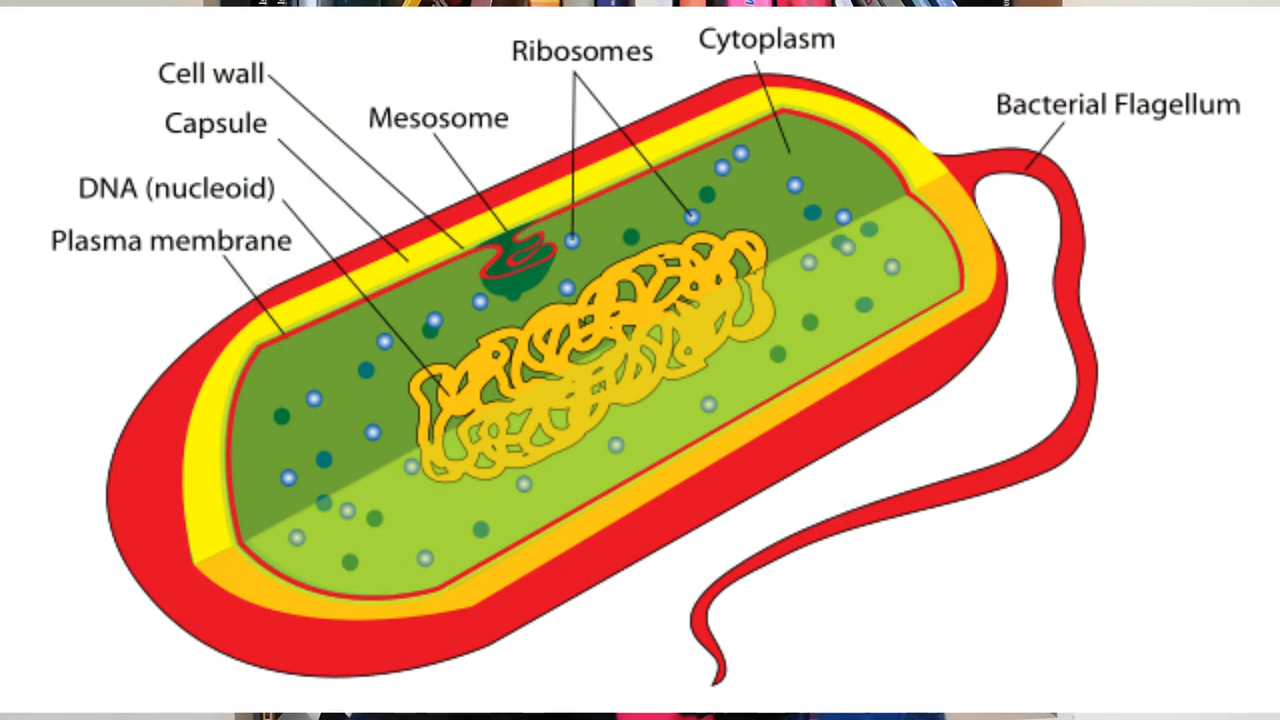 Cytoplasm
Ribosomes
Cell wall
Bacterial Flagellum
Mesosome
Capsule
DNA (nucleoid)
Plasma membrane